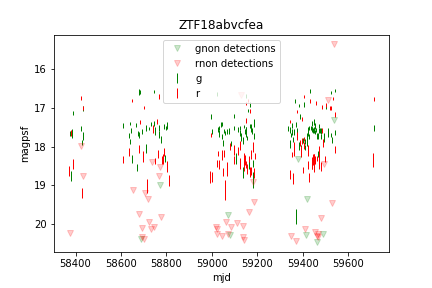 ZTF18abvcfea
gnon detections
rnon detections
g
r
magpsf
16
17
18
19
20
58400 58600 58800 59000 59200 59400 59600
mjd